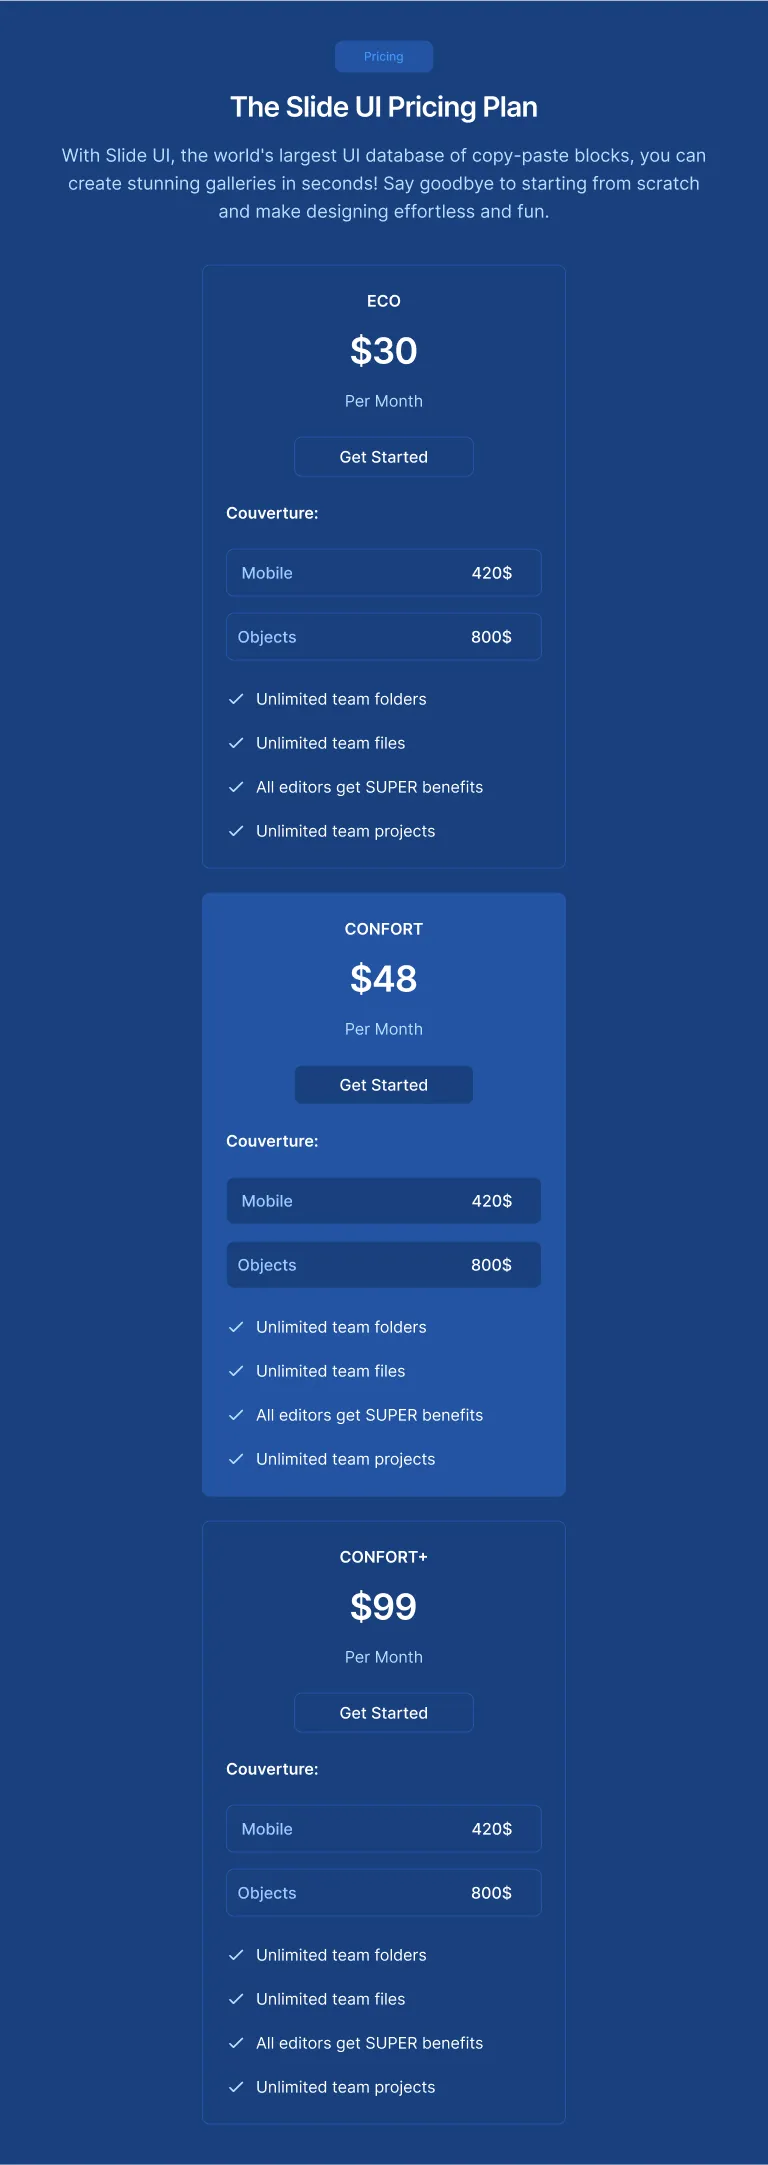 Pricing
The Slide UI Pricing Plan
With Slide UI, the world's largest UI database of copy-paste blocks, you can
create stunning galleries in seconds! Say goodbye to starting from scratch
and make designing effortless and fun.
ECO
$30
Per Month
Get Started
Couverture:
Mobile 420$
Objects 800$
Unlimited team folders
Unlimited team files
All editors get SUPER benefits
Unlimited team projects
CONFORT
$48
Per Month
Get Started
Couverture:
Mobile 420$
Objects 800$
Unlimited team folders
Unlimited team files
All editors get SUPER benefits
Unlimited team projects
CONFORT+
$99
Per Month
Get Started
Couverture:
Mobile 420$
Objects 800$
Unlimited team folders
Unlimited team files
All editors get SUPER benefits
Unlimited team projects